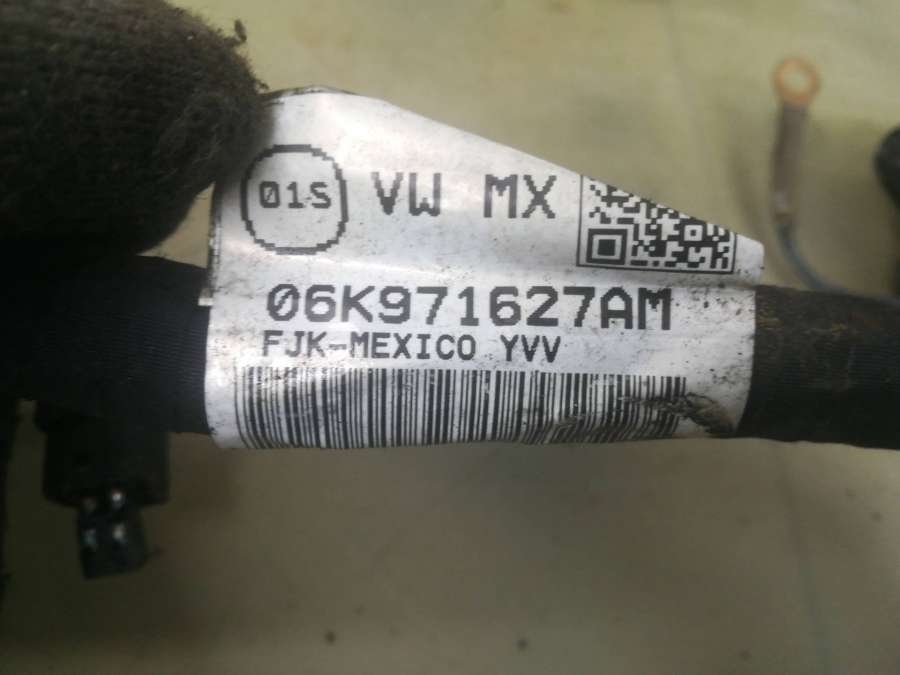 01S VW MX
06K971627AM
FJK-MEXICO YVV